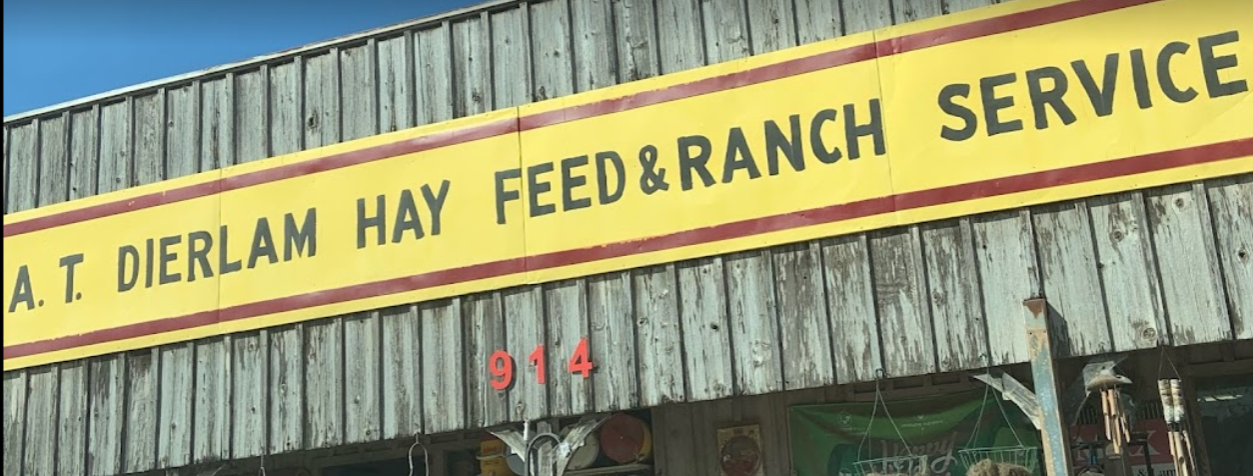 A. T. DIERLAM HAY FEED & RANCH SERVICE
914